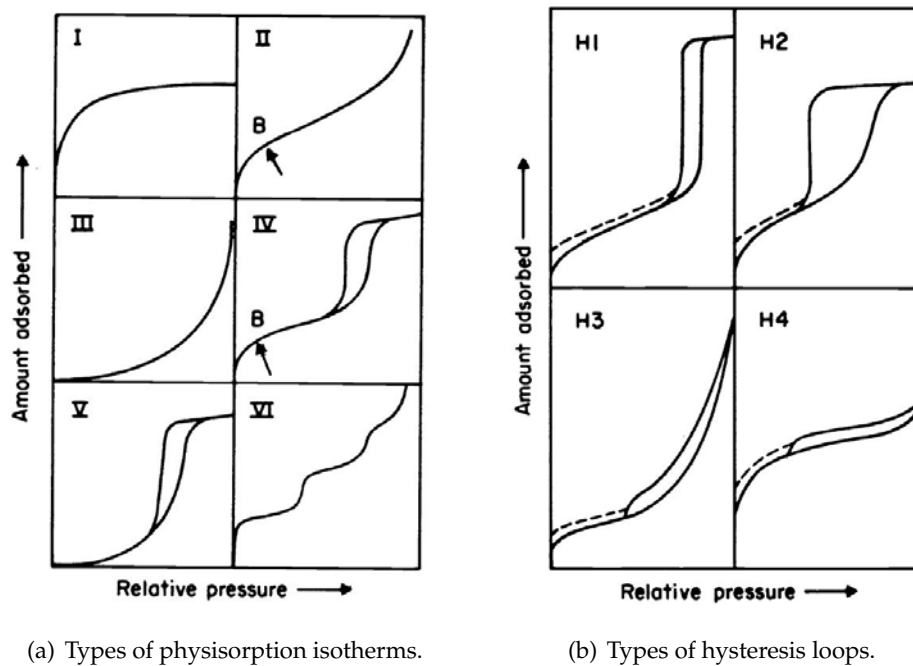 I
II
B
III
IV
B
V
VI
Amount adsorbed
Relative pressure
(a) Types of physisorption isotherms.
H1
H2
H3
H4
Amount adsorbed
Relative pressure
(b) Types of hysteresis loops.